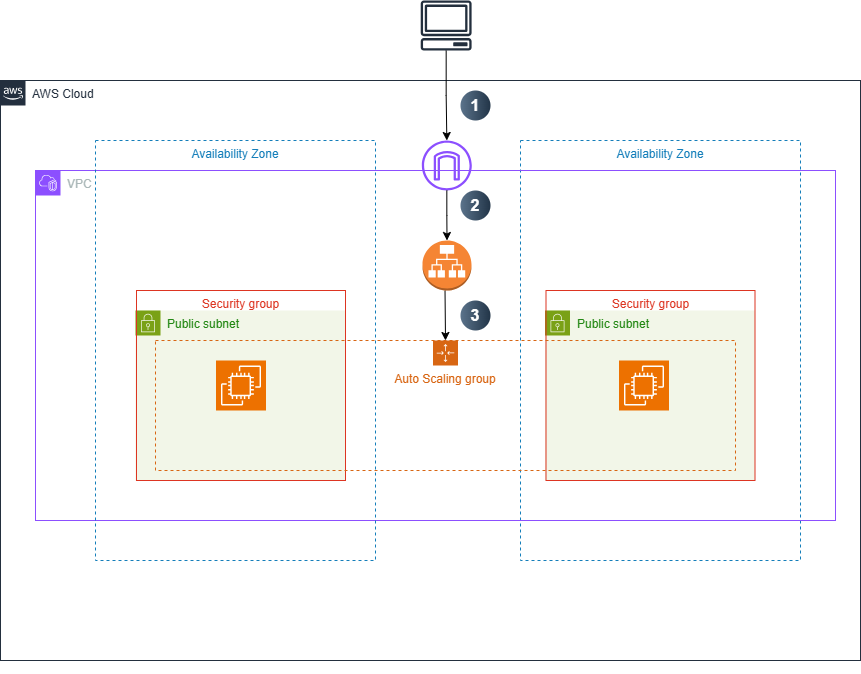 1
aws
AWS Cloud
Availability Zone
Availability Zone
VPC
2
Security group
Security group
3
Public subnet
Public subnet
Auto Scaling group